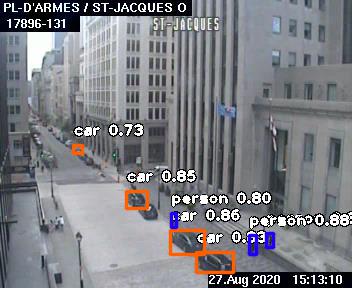 PL-D'ARMES / ST-JACQUES O
17896-131
ST-JACQUES
car 0.73
car 0.85
person 0.80
car 0.86
person 0.88
car 0.63
27.Aug 2020 15:13:10